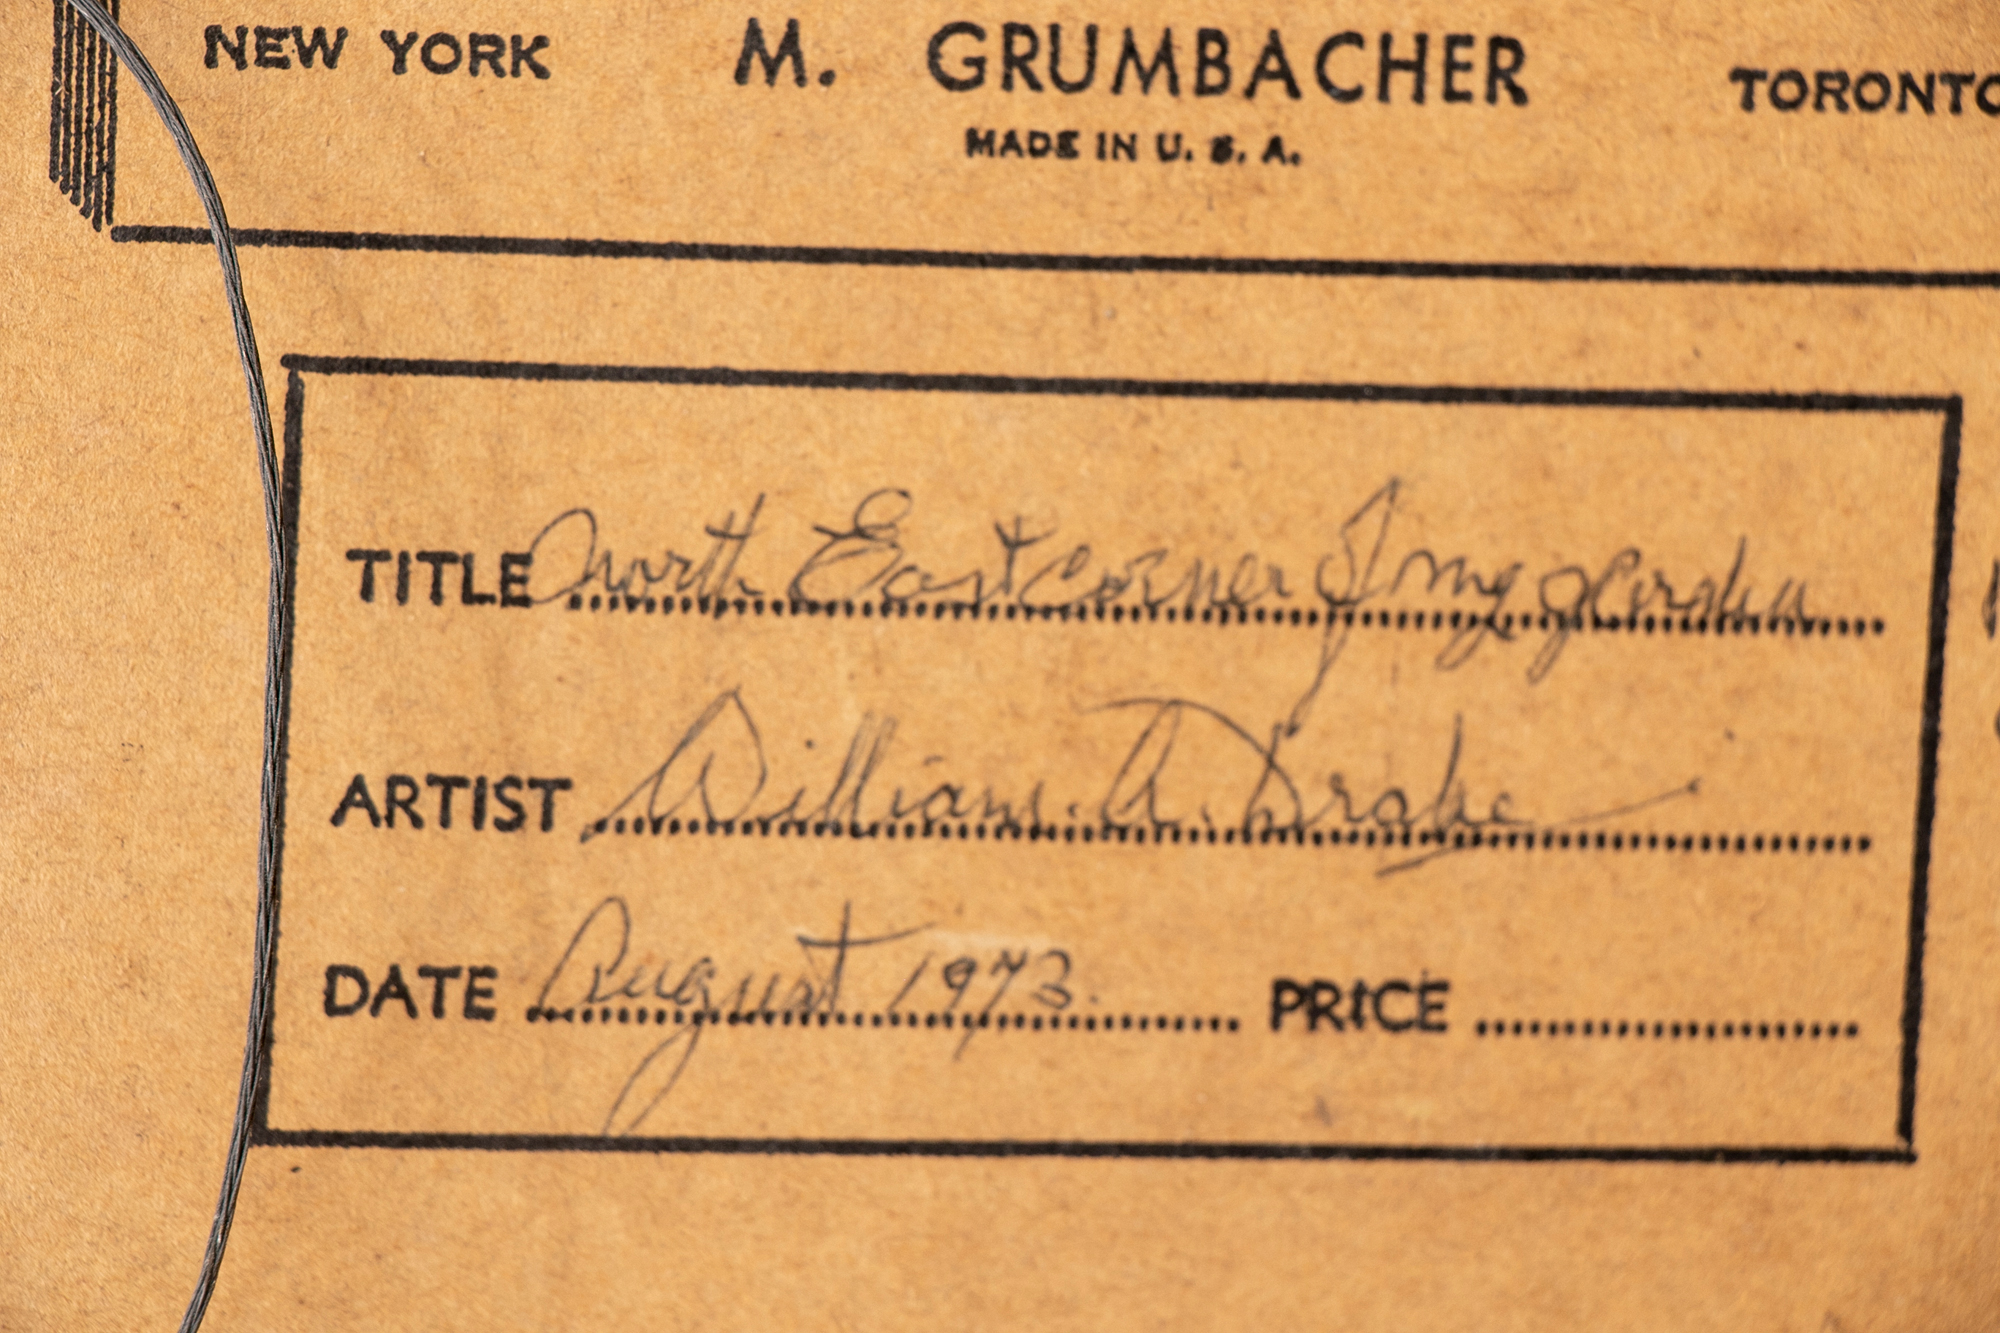 NEW YORK M. GRUMBACHER TORONTO
MADE IN U. S. A.
TITLE North East corner of my garden
ARTIST William. A. Drake
DATE August 1973. PRICE